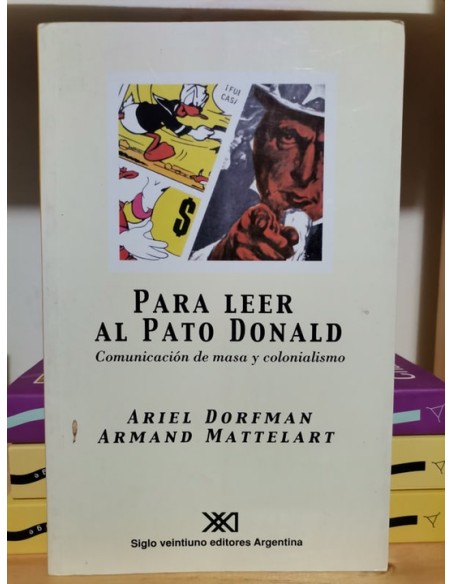 ¡FUI
CASI
$
PARA LEER
AL PATO DONALD
Comunicación de masa y colonialismo
ARIEL DORFMAN
ARMAND MATTELART
XXI
Siglo veintiuno editores Argentina